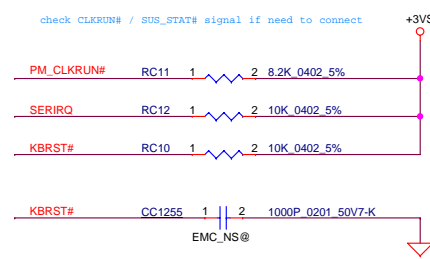 check CLKRUN# / SUS_STAT# signal if need to connect
+3VS
PM_CLKRUN# RC11 1 2 8.2K_0402_5%
SERIRQ RC12 1 2 10K_0402_5%
KBRST# RC10 1 2 10K_0402_5%
KBRST# CC1255 1 2 1000P_0201_50V7-K
EMC_NS@